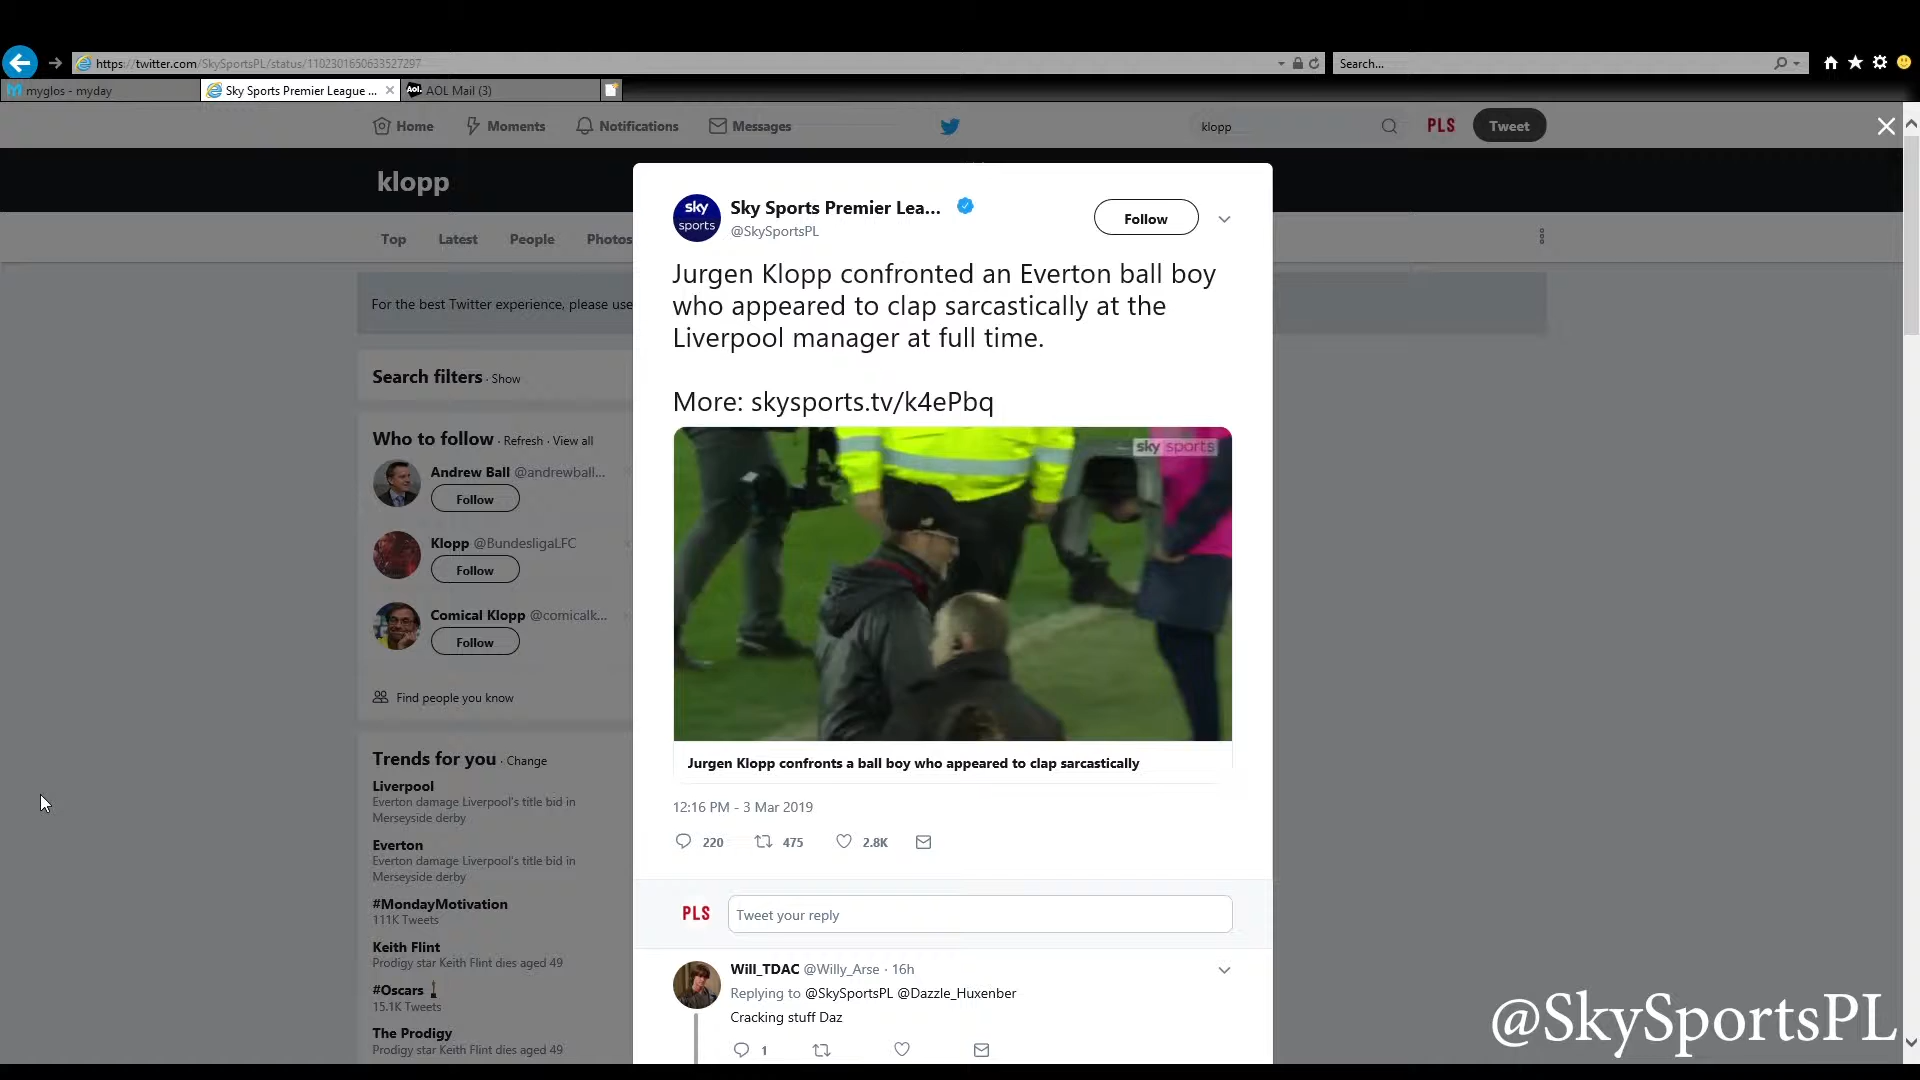 https://twitter.com/SkySportsPL/status/1102301650633527297
Search...
myglos - myday
Sky Sports Premier League ...
AOL Mail (3)
Home
Moments
Notifications
Messages
klopp
PLS
Tweet
klopp
Top
Latest
People
Photos
For the best Twitter experience, please use
Search filters · Show
Who to follow · Refresh · View all
Andrew Ball @andrewball...
Follow
Klopp @BundesligaLFC
Follow
Comical Klopp @comicalk...
Follow
Find people you know
Trends for you · Change
Liverpool
Everton damage Liverpool's title bid in
Merseyside derby
Everton
Everton damage Liverpool's title bid in
Merseyside derby
#MondayMotivation
111K Tweets
Keith Flint
Prodigy star Keith Flint dies aged 49
#Oscars
15.1K Tweets
The Prodigy
Prodigy star Keith Flint dies aged 49
sky sports
Sky Sports Premier Lea...
@SkySportsPL
Follow
Jurgen Klopp confronted an Everton ball boy
who appeared to clap sarcastically at the
Liverpool manager at full time.
More: skysports.tv/k4ePbq
sky sports
Jurgen Klopp confronts a ball boy who appeared to clap sarcastically
12:16 PM - 3 Mar 2019
220 475 2.8K
PLS
Tweet your reply
Will_TDAC @Willy_Arse · 16h
Replying to @SkySportsPL @Dazzle_Huxenber
Cracking stuff Daz
1
@SkySportsPL